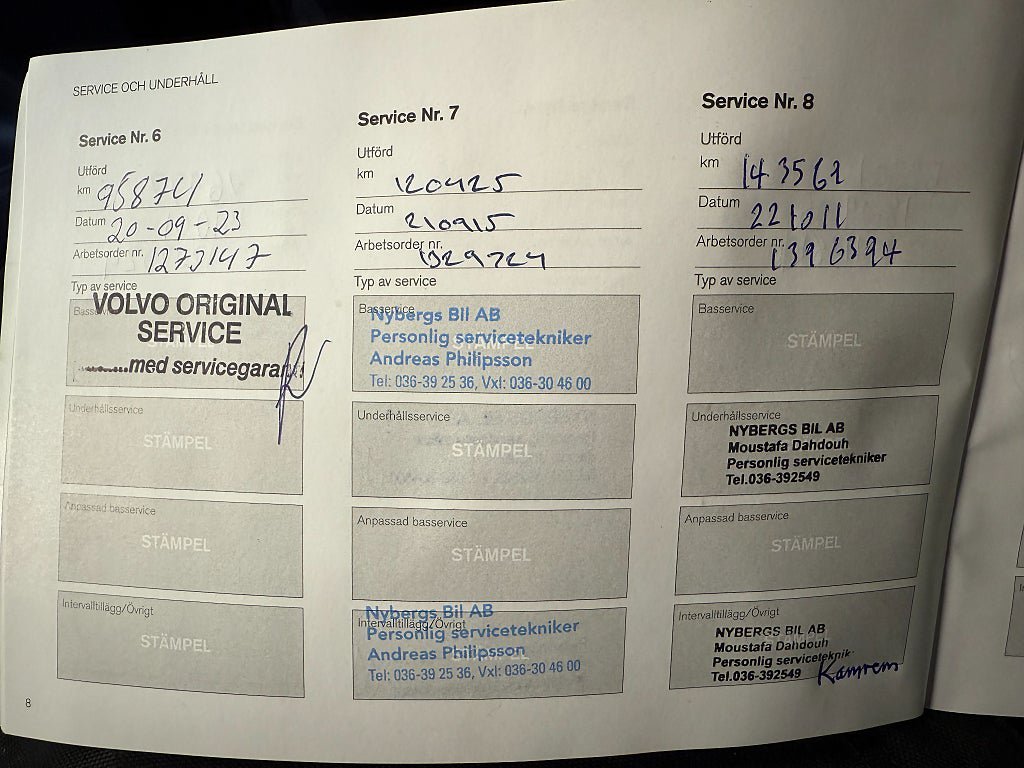 SERVICE OCH UNDERHÅLL
Service Nr. 6
Utförd
km 95874
Datum 20-09-23
Arbetsorder nr. 1273147
Typ av service
Basservice
VOLVO ORIGINAL
SERVICE
.........med servicegaranti
Underhållsservice
STÄMPEL
Anpassad basservice
STÄMPEL
Intervalltillägg/Övrigt
STÄMPEL
8
Service Nr. 7
Utförd
km 120425
Datum 210915
Arbetsorder nr. 1329724
Typ av service
Basservice
STÄMPEL
Nybergs Bil AB
Personlig servicetekniker
Andreas Philipsson
Tel: 036-39 25 36, Vxl: 036-30 46 00
Underhållsservice
STÄMPEL
Anpassad basservice
STÄMPEL
Intervalltillägg/Övrigt
Nybergs Bil AB
Personlig servicetekniker
Andreas Philipsson
Tel: 036-39 25 36, Vxl: 036-30 46 00
Service Nr. 8
Utförd
km 143562
Datum 221011
Arbetsorder nr. 1396394
Typ av service
Basservice
STÄMPEL
Underhållsservice
NYBERGS BIL AB
Moustafa Dahdouh
Personlig servicetekniker
Tel.036-392549
Anpassad basservice
STÄMPEL
Intervalltillägg/Övrigt
NYBERGS BIL AB
Moustafa Dahdouh
Personlig serviceteknik
Tel.036-392549 Kamrem